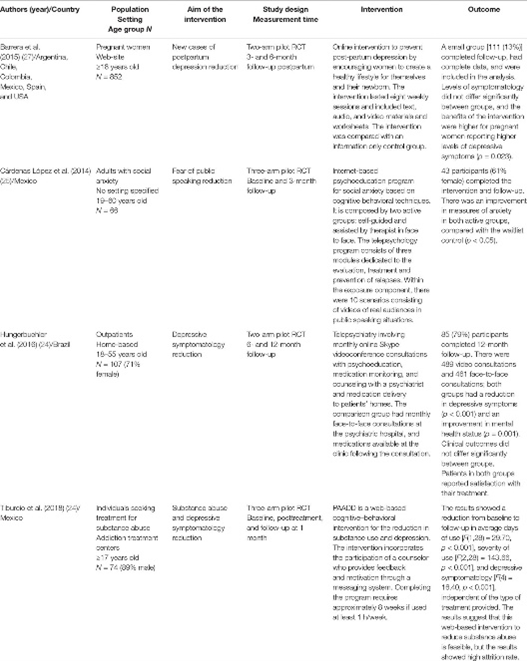 Authors (year)/Country
Population
Setting
Age group N
Aim of the
intervention
Study design
Measurement time
Intervention
Outcome
Barrera et al.
(2015) (27)/Argentina,
Chile,
Colombia,
Mexico, Spain,
and USA
Pregnant women
Web-site
≥18 years old
N = 852
New cases of
postpartum
depression reduction
Two-arm pilot RCT
3- and 6-month
follow-up postpartum
Online intervention to prevent
post-partum depression by
encouraging women to create a
healthy lifestyle for themselves
and their newborn. The
intervention lasted eight weekly
sessions and included text,
audio, and video materials and
worksheets. The intervention
was compared with an
information only control group.
A small group [111 (13%)]
completed follow-up, had
complete data, and were
included in the analysis.
Levels of symptomatology
did not differ significantly
between groups, and the
benefits of the intervention
were higher for pregnant
women reporting higher
levels of depressive
symptoms (p = 0.023).
Cárdenas López et al. (2014)
(25)/Mexico
Adults with social
anxiety
No setting specified
19–60 years old
N = 66
Fear of public
speaking reduction
Three-arm pilot RCT
Baseline and 3-month
follow-up
Internet-based
psychoeducation program
for social anxiety based on
cognitive behavioral techniques.
It is composed by two active
groups: self-guided and
assisted by therapist in face
to face. The telepsychology
program consists of three
modules dedicated to the
evaluation, treatment and
prevention of relapses. Within
the exposure component, there
were 10 scenarios consisting
of videos of real audiences in
public speaking situations.
43 participants (61%
female) completed the
intervention and follow-up.
There was an improvement
in measures of anxiety
in both active groups,
compared with the waitlist
control (p < 0.05).
Hungerbuehler
et al. (2016) (24)/Brazil
Outpatients
Home-based
18–55 years old
N = 107 (71%
female)
Depressive
symptomatology
reduction
Two-arm-pilot RCT
6- and 12-month
follow-up
Telepsychiatry involving
monthly online Skype
videoconference consultations
with psychoeducation,
medication monitoring, and
counseling with a psychiatrist
and medication delivery
to patients' homes. The
comparison group had monthly
face-to-face consultations at
the psychiatric hospital, and
medications available at the
clinic following the consultation.
85 (79%) participants
completed 12-month
follow-up. There were
489 video consultations
and 461 face-to-face
consultations; both
groups had a reduction
in depressive symptoms
(p < 0.001) and an
improvement in mental
health status (p = 0.001).
Clinical outcomes did
not differ significantly
between groups.
Patients in both groups
reported satisfaction with
their treatment.
Tiburcio et al. (2018) (24)/
Mexico
Individuals seeking
treatment for
substance abuse
Addiction treatment
centers
≥17 years old
N = 74 (89% male)
Substance abuse
and depressive
symptomatology
reduction
Three-arm pilot RCT
Baseline, posttreatment,
and follow-up at 1
month
PAADD is a web-based
cognitive–behavioral
intervention for the reduction in
substance use and depression.
The intervention incorporates
the participation of a counselor
who provides feedback
and motivation through a
messaging system. Completing
the program requires
approximately 8 weeks if used
at least 1 h/week.
The results showed a
reduction from baseline to
follow up in average days
of use [F(1,28) = 29.70,
p < 0.001], severity of
use [F(2,28) = 143.66,
p < 0.001], and depressive
symptomatology [F(4) =
16.40, p < 0.001],
independent of the type of
treatment provided. The
results suggest that this
web-based intervention to
reduce substance abuse
is feasible, but the results
showed high attrition rate.